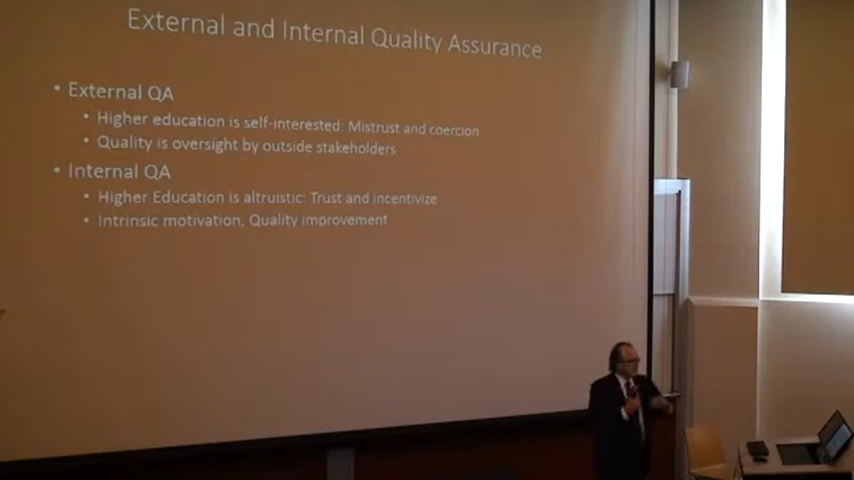 External and Internal Quality Assurance
• External QA
• Higher education is self-interested: Mistrust and coercion
• Quality is oversight by outside stakeholders
• Internal QA
• Higher Education is altruistic: Trust and incentivize
• Intrinsic motivation, Quality improvement